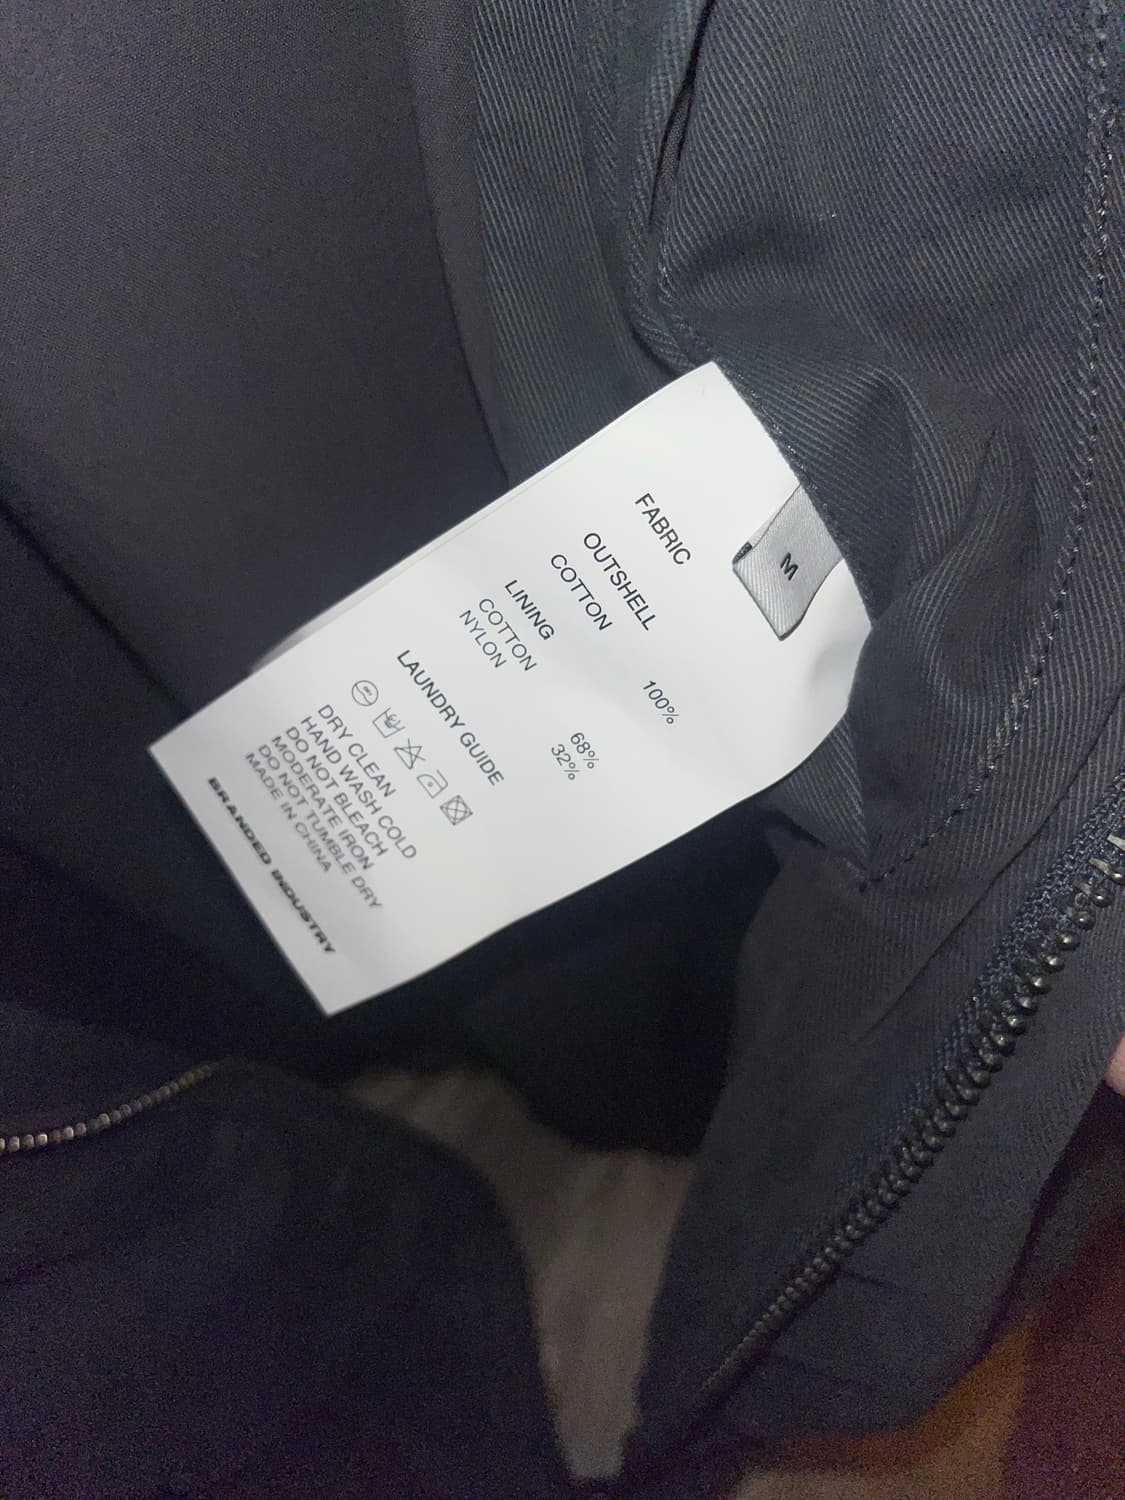 M
FABRIC
OUTSHELL
COTTON 100%
LINING
COTTON 68%
NYLON 32%
LAUNDRY GUIDE
DRY CLEAN
HAND WASH COLD
DO NOT BLEACH
MODERATE IRON
DO NOT TUMBLE DRY
MADE IN CHINA
BRANDED INDUSTRY